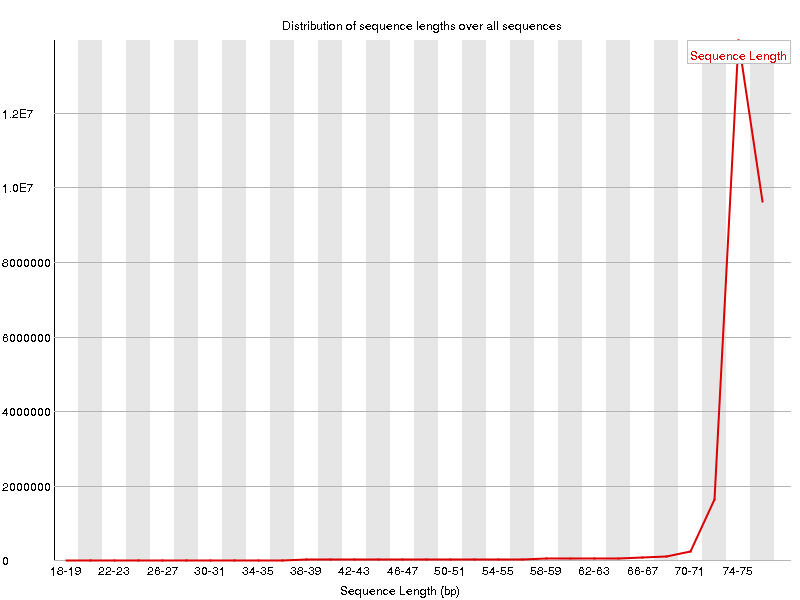 Distribution of sequence lengths over all sequences
Sequence Length
1.2E7
1.0E7
8000000
6000000
4000000
2000000
0
18-19 22-23 26-27 30-31 34-35 38-39 42-43 46-47 50-51 54-55 58-59 62-63 66-67 70-71 74-75
Sequence Length (bp)